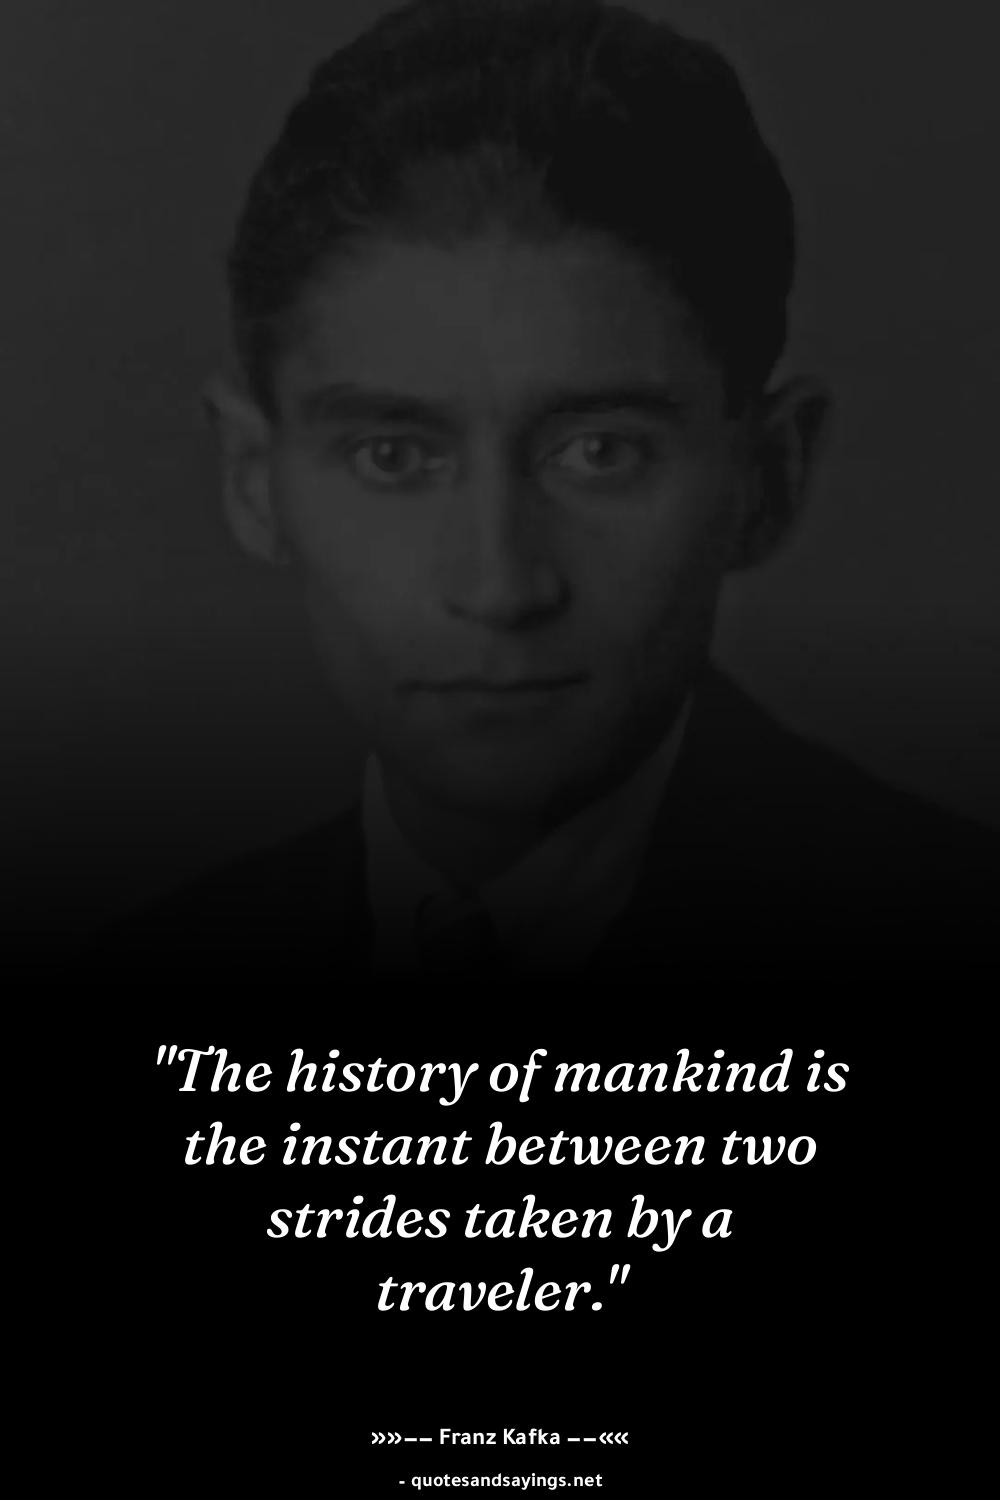 "The history of mankind is
the instant between two
strides taken by a
traveler."
»»−− Franz Kafka −−««
- quotesandsayings.net